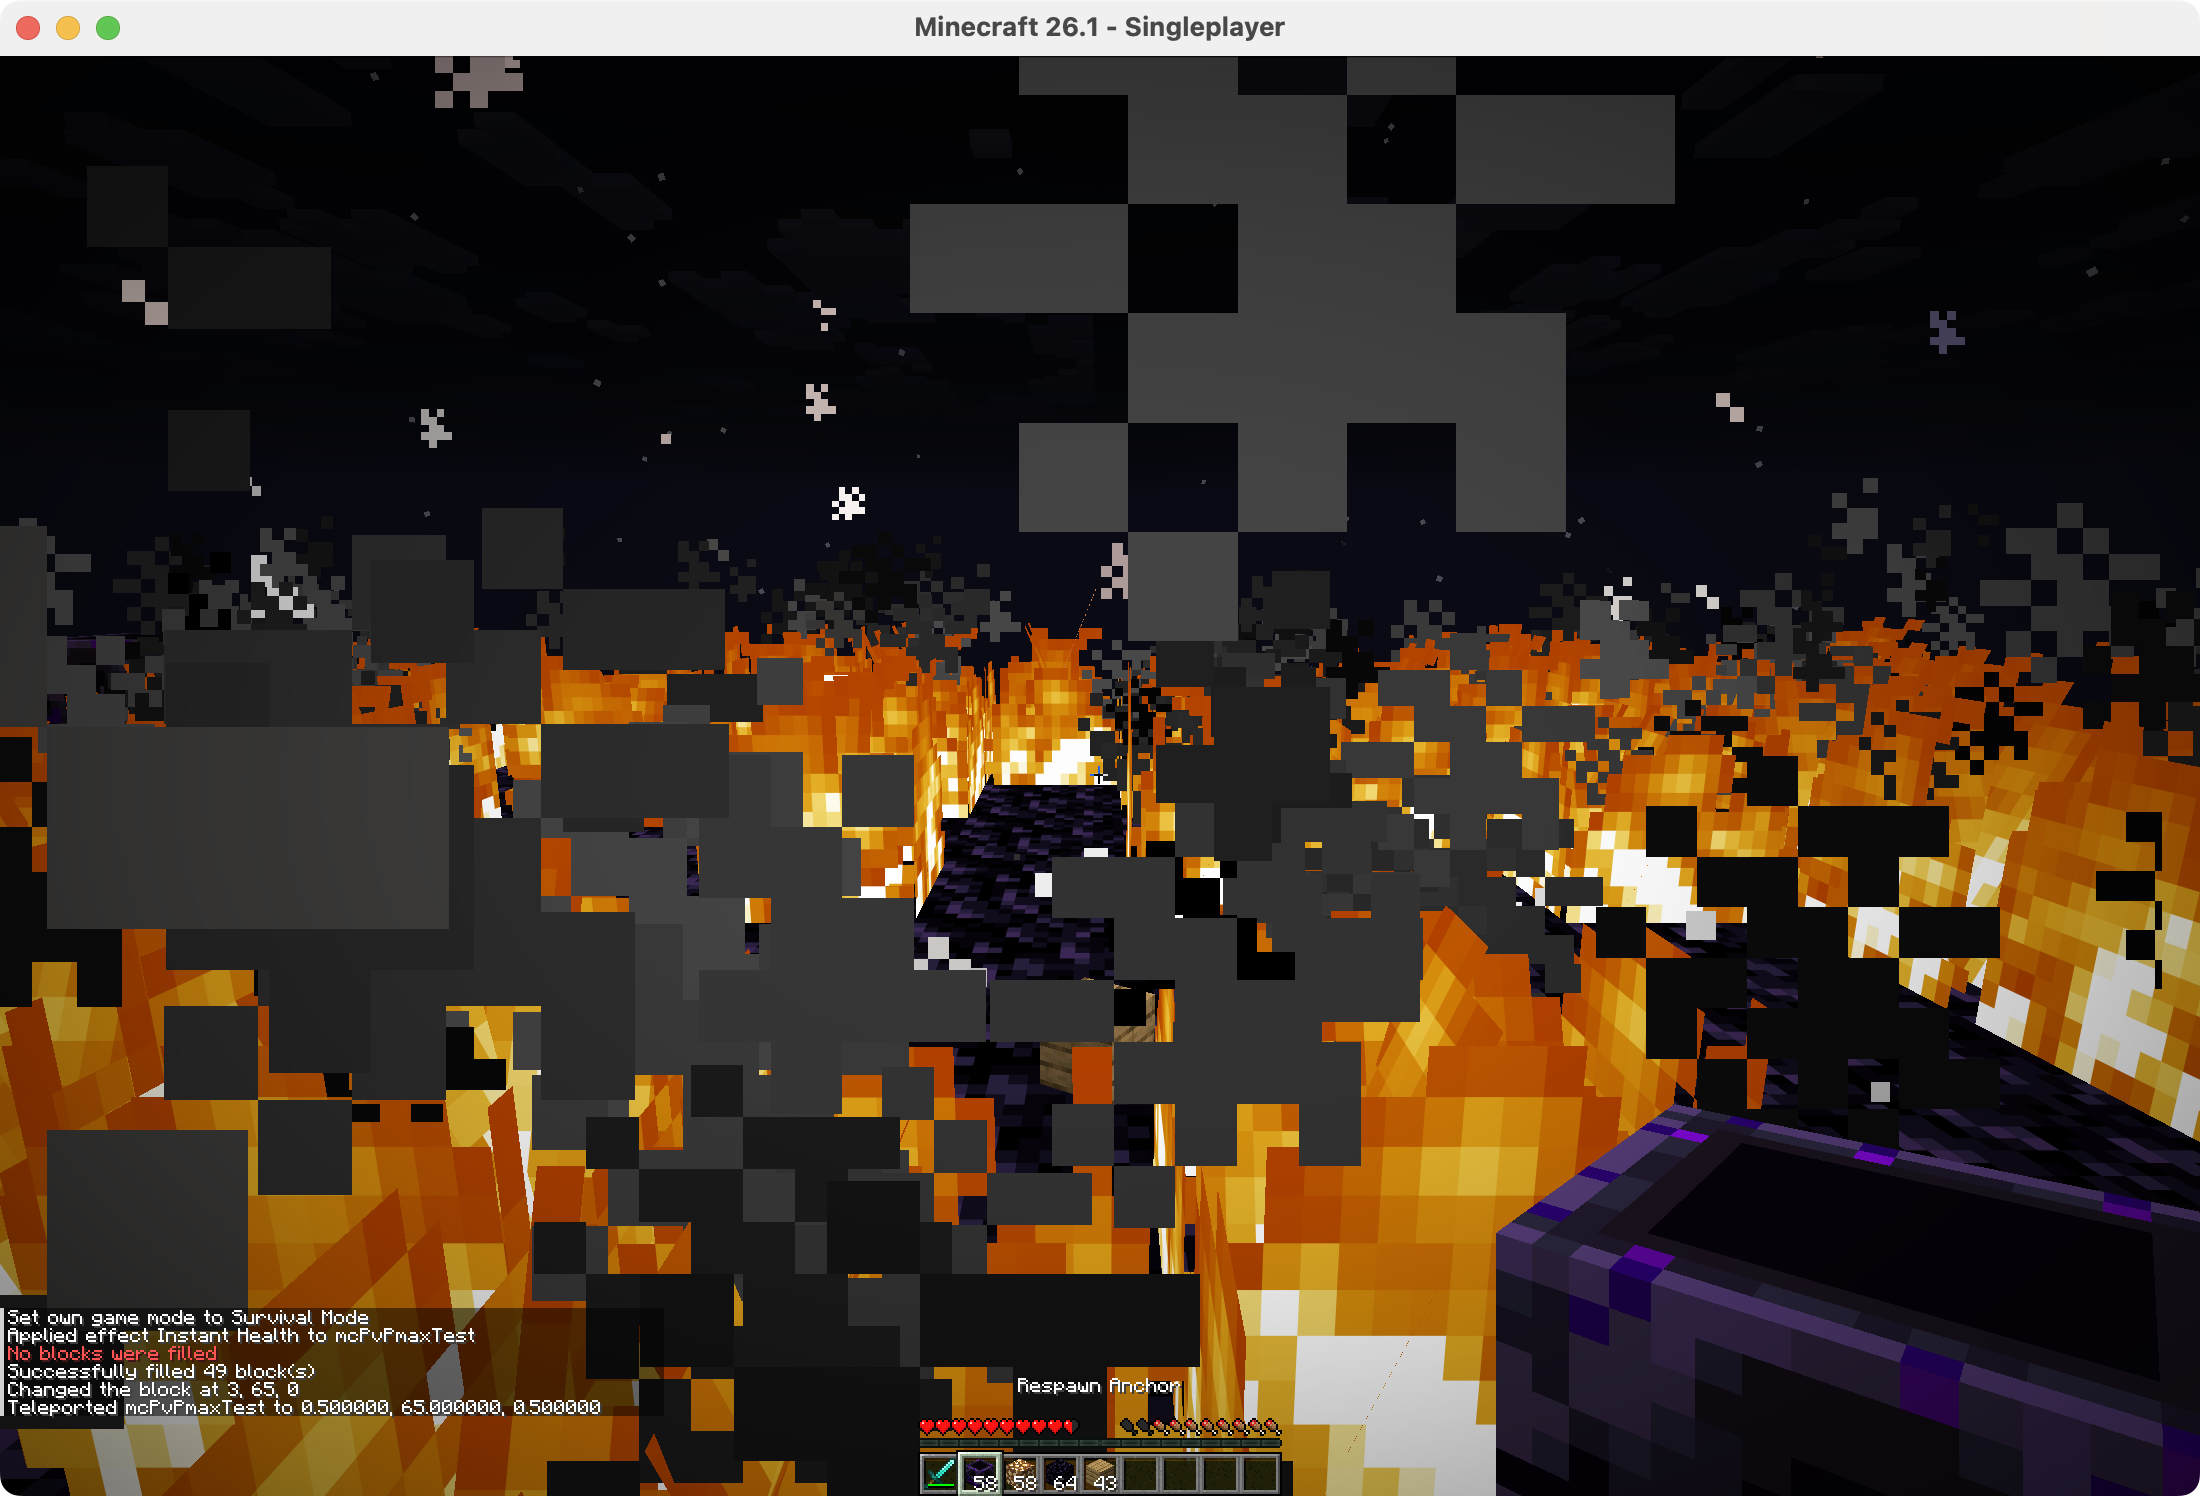 Minecraft 26.1 - Singleplayer
Set own game mode to Survival Mode
Applied effect Instant Health to mcPvPmaxTest
No blocks were filled
Successfully filled 49 block(s)
Changed the block at 3, 65, 0
Teleported mcPvPmaxTest to 0.500000, 65.000000, 0.500000
Respawn Anchor
58 58 64 43